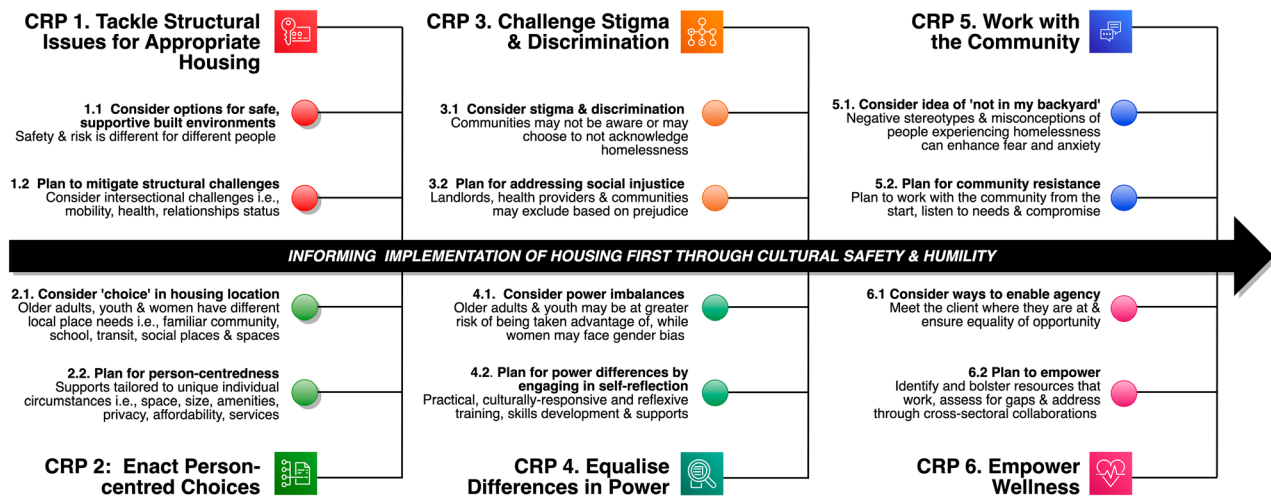 CRP 1. Tackle Structural
Issues for Appropriate
Housing
1.1 Consider options for safe,
supportive built environments
Safety & risk is different for different people
1.2 Plan to mitigate structural challenges
Consider intersectional challenges i.e.,
mobility, health, relationships status
CRP 3. Challenge Stigma
& Discrimination
3.1 Consider stigma & discrimination
Communities may not be aware or may
choose to not acknowledge
homelessness
3.2 Plan for addressing social injustice
Landlords, health providers & communities
may exclude based on prejudice
CRP 5. Work with
the Community
5.1. Consider idea of 'not in my backyard'
Negative stereotypes & misconceptions of
people experiencing homelessness
can enhance fear and anxiety
5.2. Plan for community resistance
Plan to work with the community from the
start, listen to needs & compromise
INFORMING IMPLEMENTATION OF HOUSING FIRST THROUGH CULTURAL SAFETY & HUMILITY
2.1. Consider 'choice' in housing location
Older adults, youth & women have different
local place needs i.e., familiar community,
school, transit, social places & spaces
2.2. Plan for person-centredness
Supports tailored to unique individual
circumstances i.e., space, size, amenities,
privacy, affordability, services
CRP 2: Enact Person-
centred Choices
4.1. Consider power imbalances
Older adults & youth may be at greater
risk of being taken advantage of, while
women may face gender bias
4.2. Plan for power differences by
engaging in self-reflection
Practical, culturally-responsive and reflexive
training, skills development & supports
CRP 4. Equalise
Differences in Power
6.1 Consider ways to enable agency
Meet the client where they are at &
ensure equality of opportunity
6.2 Plan to empower
Identify and bolster resources that
work, assess for gaps & address
through cross-sectoral collaborations
CRP 6. Empower
Wellness